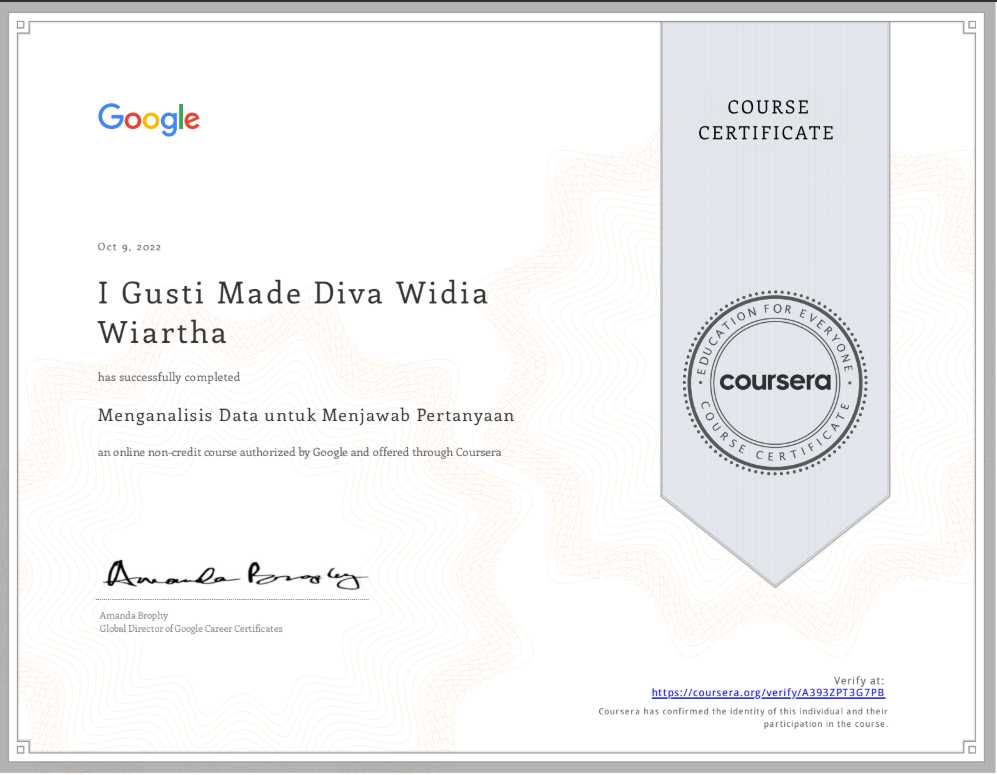 Google
COURSE
CERTIFICATE
Oct 9, 2022
I Gusti Made Diva Widia
Wiartha
has successfully completed
Menganalisis Data untuk Menjawab Pertanyaan
an online non-credit course authorized by Google and offered through Coursera
EDUCATION FOR EVERYONE
coursera
COURSE CERTIFICATE
Amanda Brophy
Amanda Brophy
Global Director of Google Career Certificates
Verify at:
https://coursera.org/verify/A393ZPT3G7PB
Coursera has confirmed the identity of this individual and their
participation in the course.